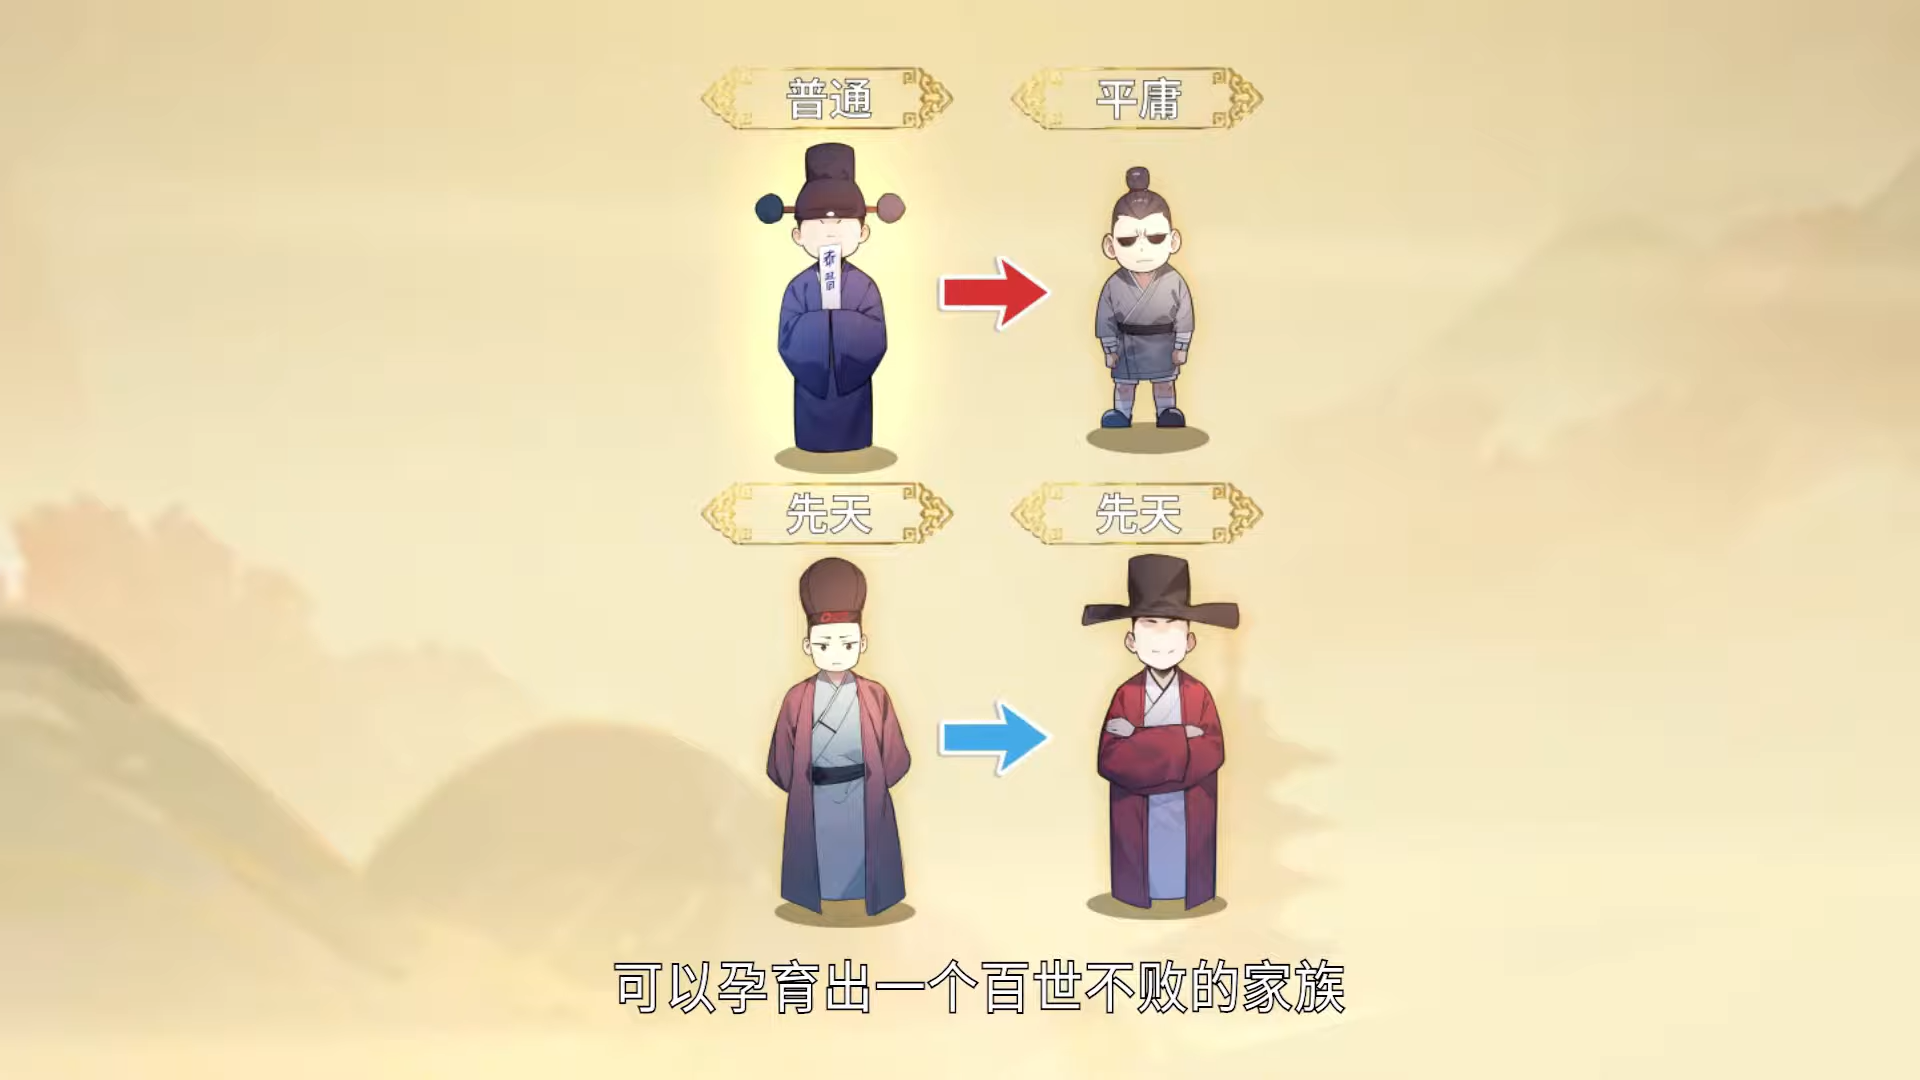 普通
平庸
先天
先天
可以孕育出一个百世不败的家族